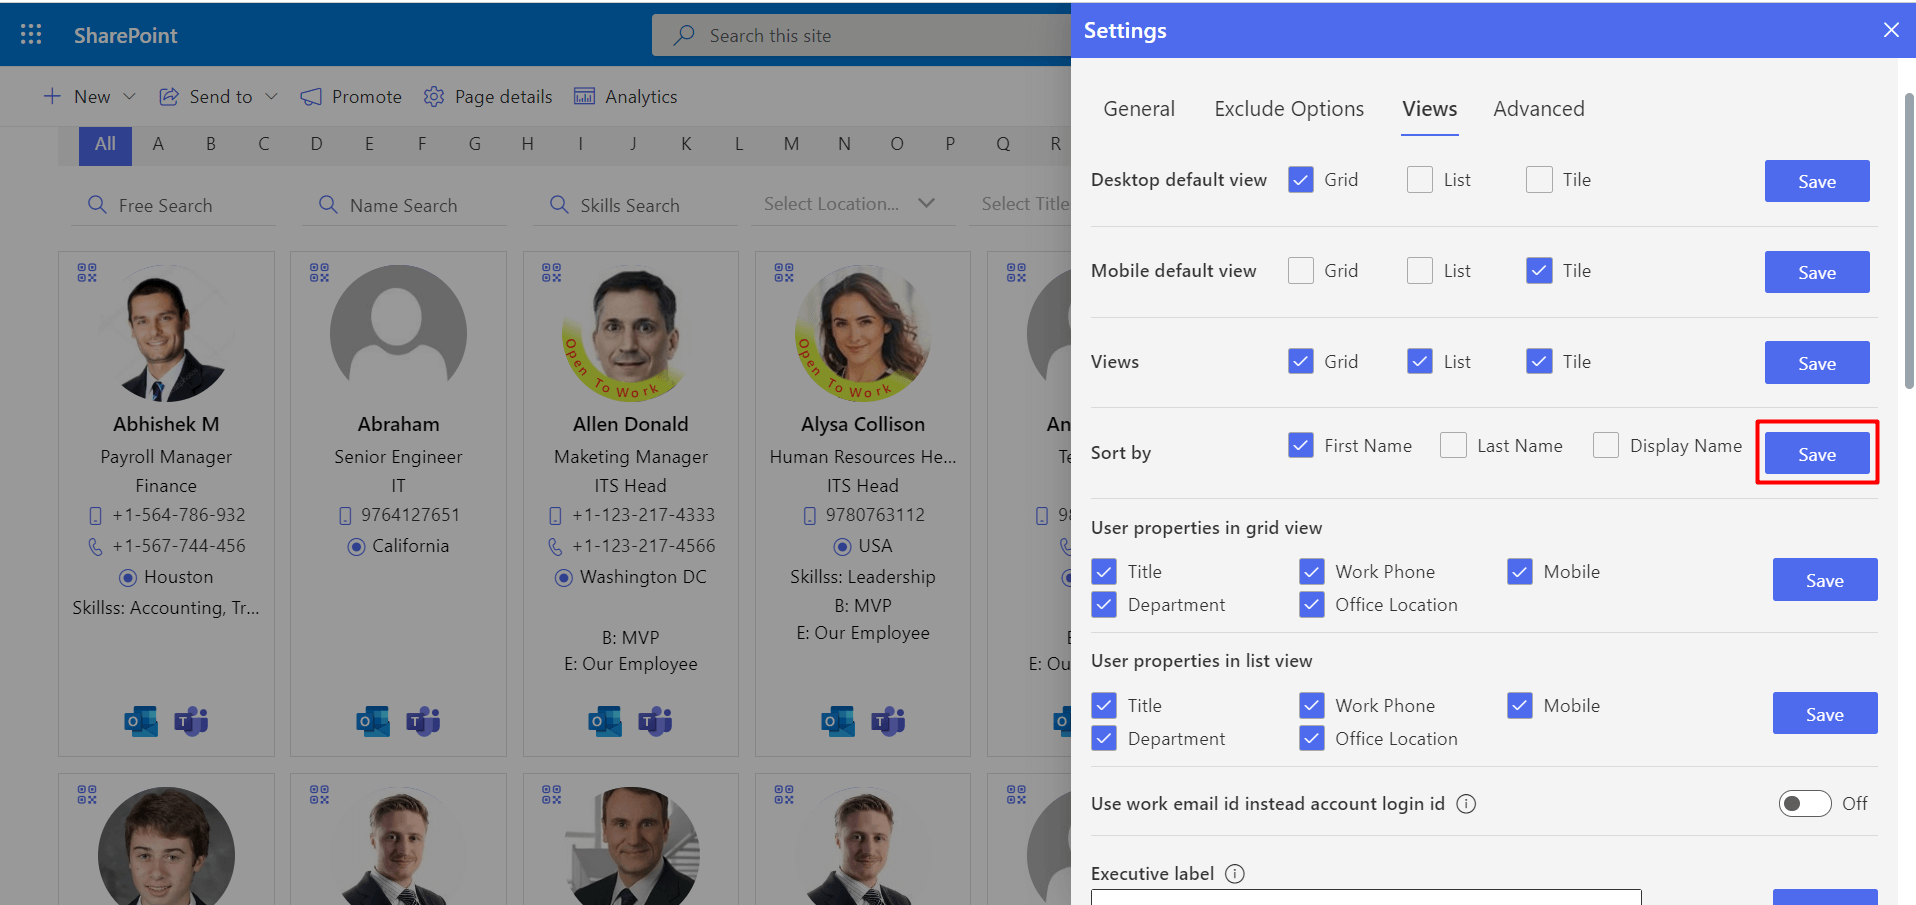 SharePoint
Search this site
New
Send to
Promote
Page details
Analytics
All A B C D E F G H I J K L M N O P Q R
Free Search
Name Search
Skills Search
Select Location...
Select Title
Abhishek M
Payroll Manager
Finance
+1-564-786-932
+1-567-744-456
Houston
Skillss: Accounting, Tr...
Abraham
Senior Engineer
IT
9764127651
California
Open To Work
Allen Donald
Maketing Manager
ITS Head
+1-123-217-4333
+1-123-217-4566
Washington DC
B: MVP
E: Our Employee
Open To Work
Alysa Collison
Human Resources He...
ITS Head
9780763112
USA
Skillss: Leadership
B: MVP
E: Our Employee
An
Te
E: Ou
Settings
General
Exclude Options
Views
Advanced
Desktop default view
Grid
List
Tile
Save
Mobile default view
Grid
List
Tile
Save
Views
Grid
List
Tile
Save
Sort by
First Name
Last Name
Display Name
Save
User properties in grid view
Title
Work Phone
Mobile
Department
Office Location
Save
User properties in list view
Title
Work Phone
Mobile
Department
Office Location
Save
Use work email id instead account login id
Off
Executive label